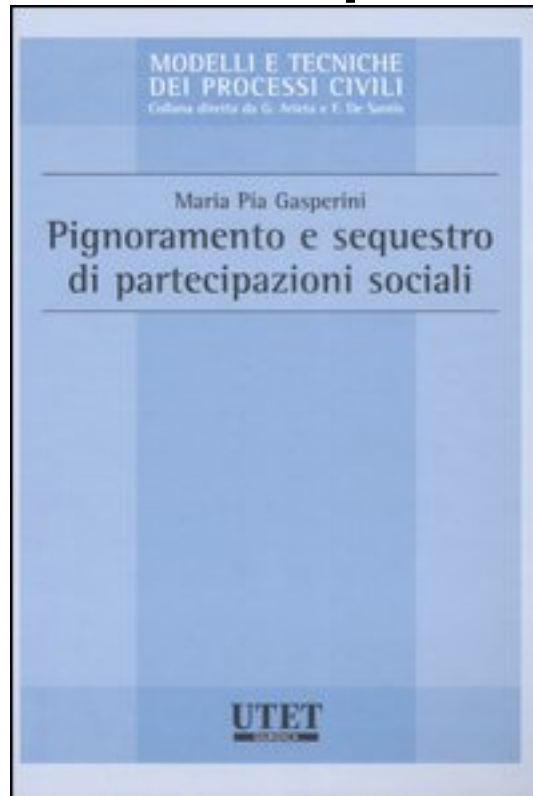 MODELLI E TECNICHE
DEI PROCESSI CIVILI
Collana diretta da G. Arieta e F. De Santis
Maria Pia Gasperini
Pignoramento e sequestro
di partecipazioni sociali
UTET
GIURIDICA